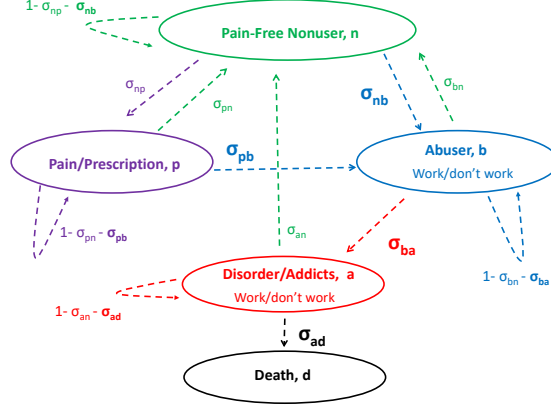 1- σnp - σnb
Pain-Free Nonuser, n
σnp
σpn
σnb
σbn
Pain/Prescription, p
σpb
Abuser, b
Work/don't work
1- σpn - σpb
σan
σba
1- σbn - σba
Disorder/Addicts, a
Work/don't work
1- σan - σad
σad
Death, d